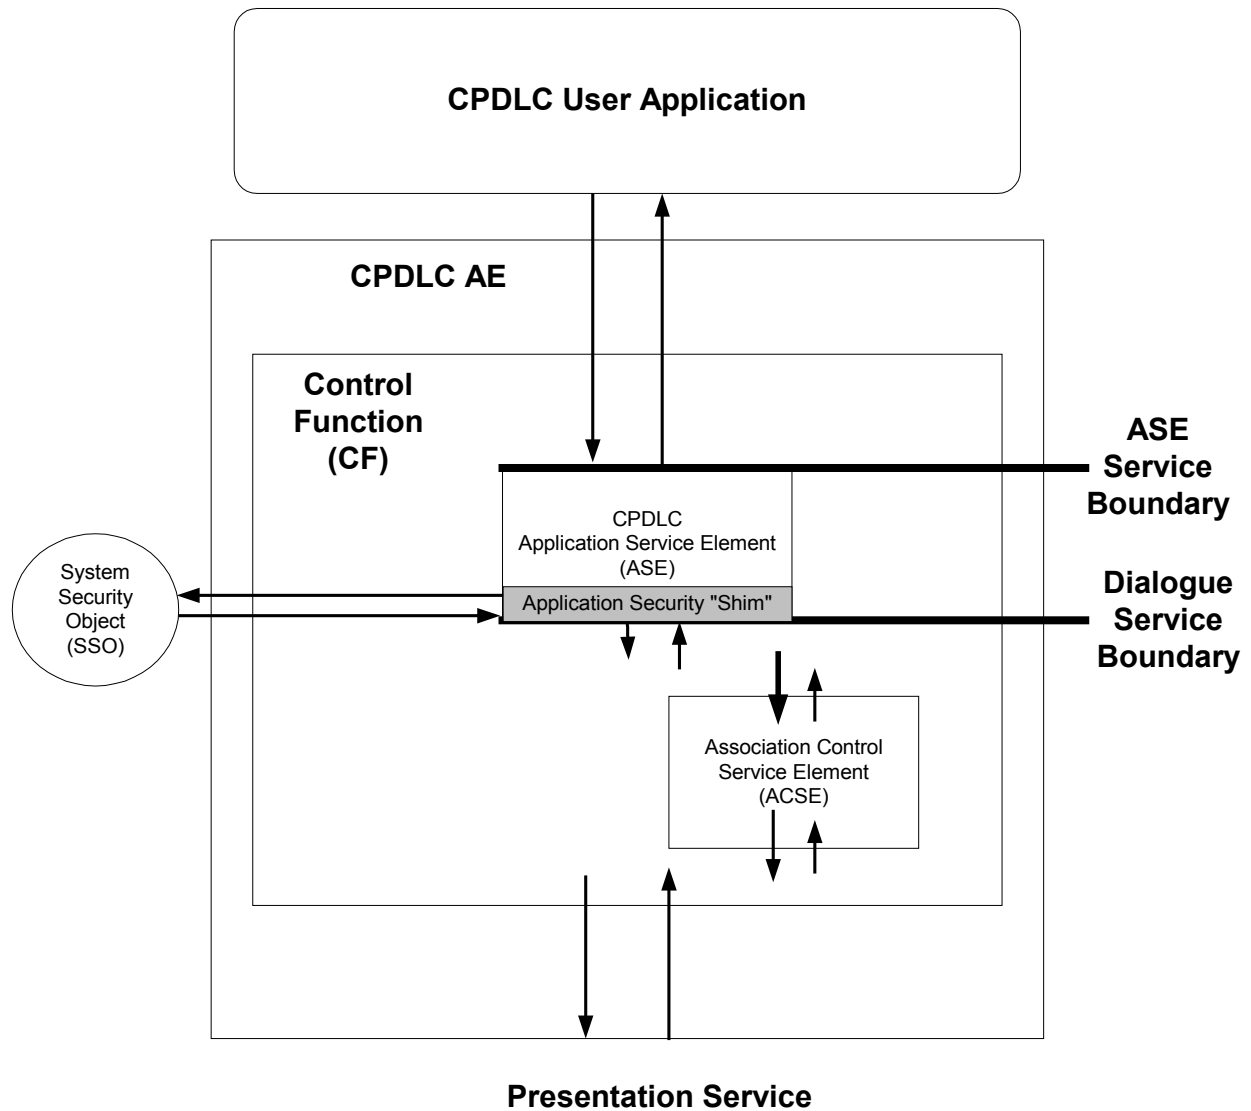 CPDLC User Application
CPDLC AE
Control
Function
(CF)
ASE
Service
Boundary
CPDLC
Application Service Element
(ASE)
Application Security "Shim"
System
Security
Object
(SSO)
Dialogue
Service
Boundary
Association Control
Service Element
(ACSE)
Presentation Service